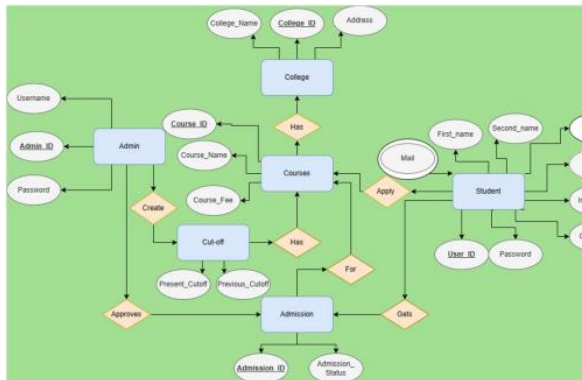 College_Name
College_ID
Address
College
Username
Admin_ID
Password
Admin
Has
Course_ID
Course_Name
Course_Fee
Courses
Mail
First_name
Second_name
Apply
Student
Create
Cut-off
Has
For
User_ID
Password
Present_Cutoff
Previous_Cutoff
Approves
Admission
Gets
Admission_ID
Admission_
Status